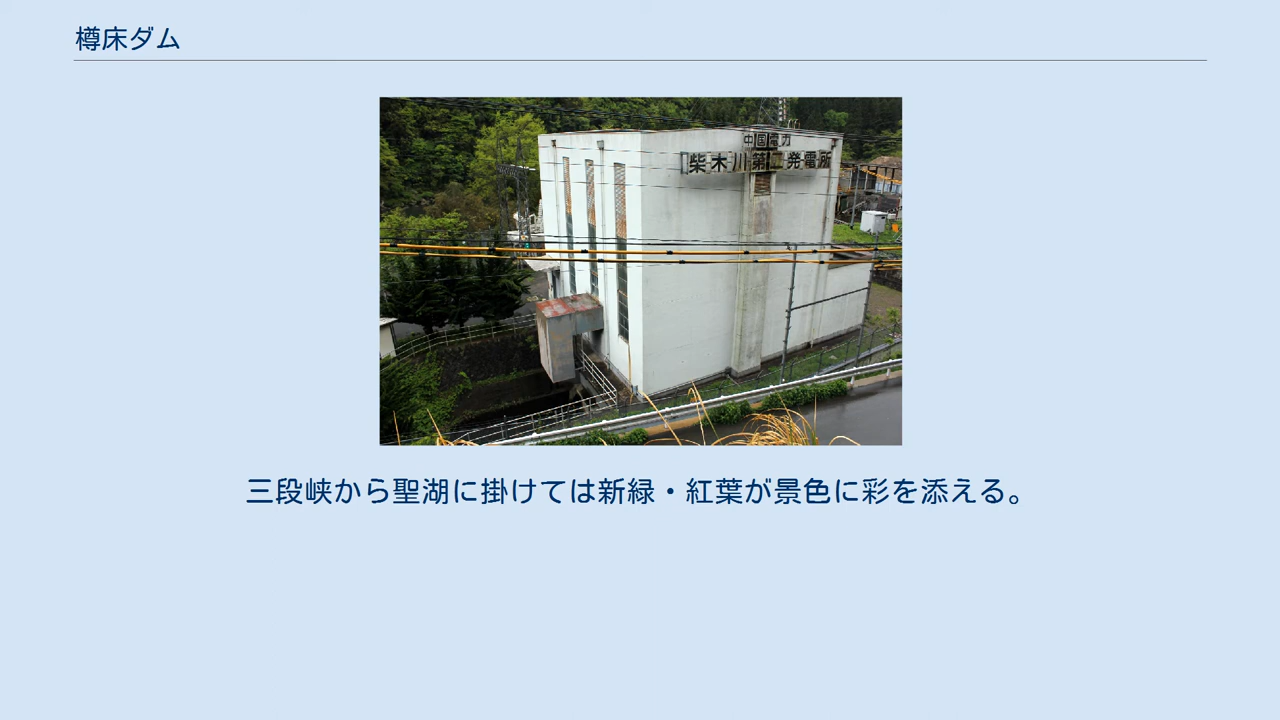 樽床ダム
中国電力
柴木川第二発電所
三段峡から聖湖に掛けては新緑・紅葉が景色に彩を添える。